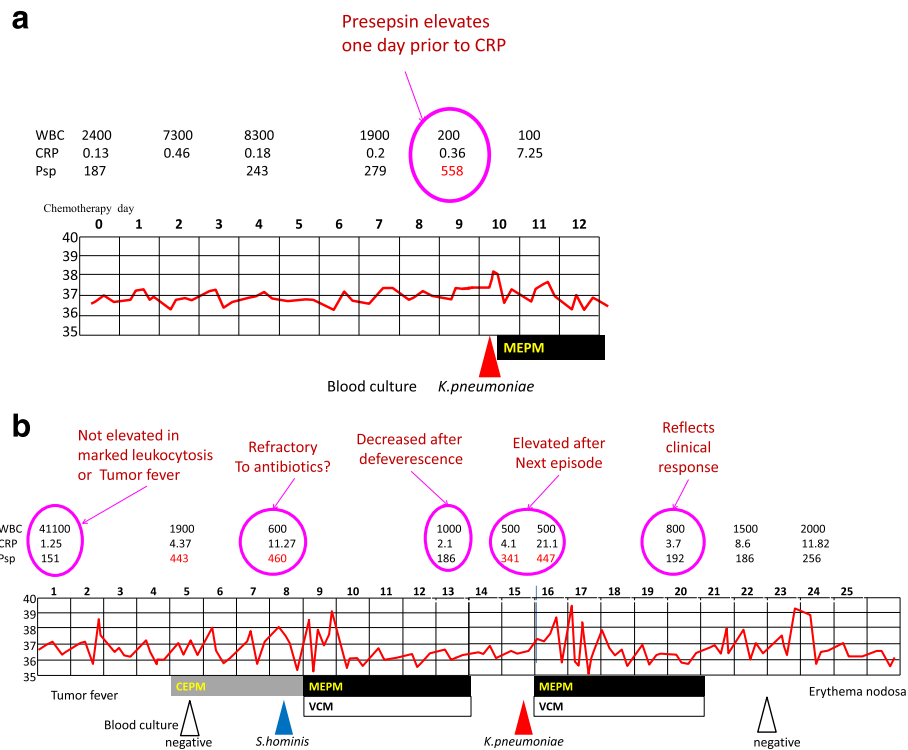 a
Presepsin elevates
one day prior to CRP
WBC 2400 7300 8300 1900 200 100
CRP 0.13 0.46 0.18 0.2 0.36 7.25
Psp 187 243 279 558
Chemotherapy day
0 1 2 3 4 5 6 7 8 9 10 11 12
40
39
38
37
36
35
MEPM
Blood culture K.pneumoniae
b
Not elevated in
marked leukocytosis
or Tumor fever
Refractory
To antibiotics?
Decreased after
defeverescence
Elevated after
Next episode
Reflects
clinical
response
WBC 41100 1900 600 1000 500 500 800 1500 2000
CRP 1.25 4.37 11.27 2.1 4.1 21.1 3.7 8.6 11.82
Psp 151 443 460 186 341 447 192 186 256
1 2 3 4 5 6 7 8 9 10 11 12 13 14 15 16 17 18 19 20 21 22 23 24 25
40
39
38
37
36
35
CEPM MEPM MEPM
Tumor fever Erythema nodosa
VCM VCM
Blood culture
negative S.hominis K.pneumoniae negative